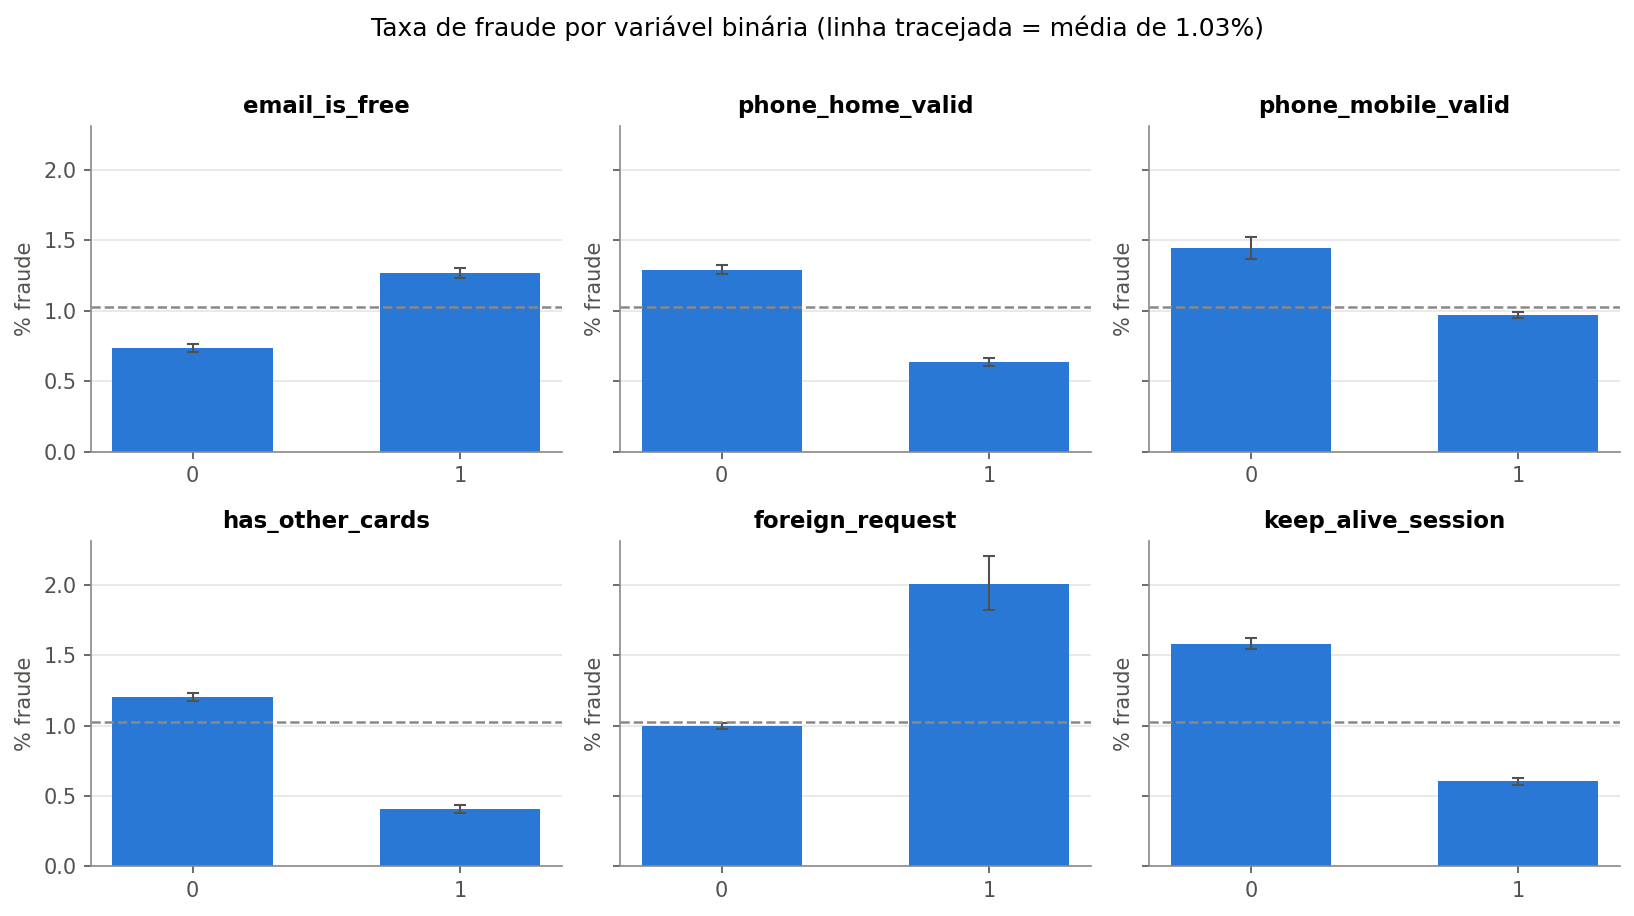 Taxa de fraude por variável binária (linha tracejada = média de 1.03%)
email_is_free
phone_home_valid
phone_mobile_valid
% fraude
2.0
1.5
1.0
0.5
0.0
0
1
% fraude
0
1
% fraude
0
1
has_other_cards
foreign_request
keep_alive_session
% fraude
2.0
1.5
1.0
0.5
0.0
0
1
% fraude
0
1
% fraude
0
1